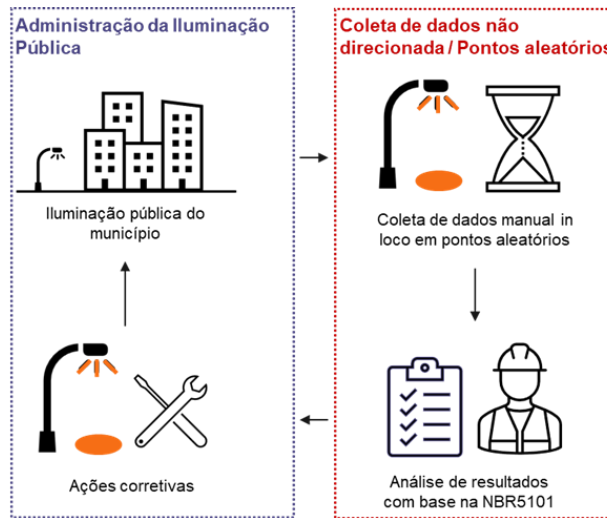 Administração da Iluminação
Pública
Coleta de dados não
direcionada / Pontos aleatórios
Iluminação pública do
município
Coleta de dados manual in
loco em pontos aleatórios
Ações corretivas
Análise de resultados
com base na NBR5101